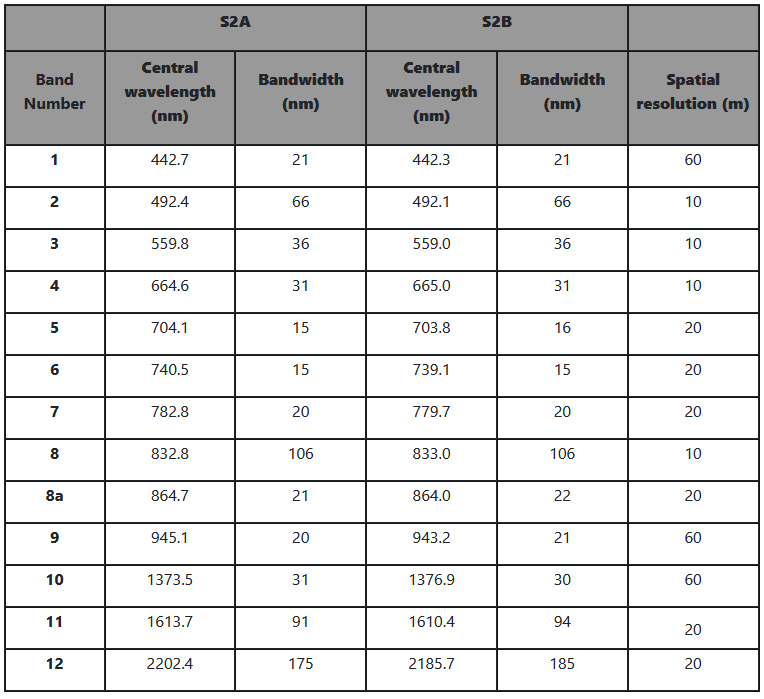 S2A S2B
Band Number Central wavelength (nm) Bandwidth (nm) Central wavelength (nm) Bandwidth (nm) Spatial resolution (m)
1 442.7 21 442.3 21 60
2 492.4 66 492.1 66 10
3 559.8 36 559.0 36 10
4 664.6 31 665.0 31 10
5 704.1 15 703.8 16 20
6 740.5 15 739.1 15 20
7 782.8 20 779.7 20 20
8 832.8 106 833.0 106 10
8a 864.7 21 864.0 22 20
9 945.1 20 943.2 21 60
10 1373.5 31 1376.9 30 60
11 1613.7 91 1610.4 94 20
12 2202.4 175 2185.7 185 20